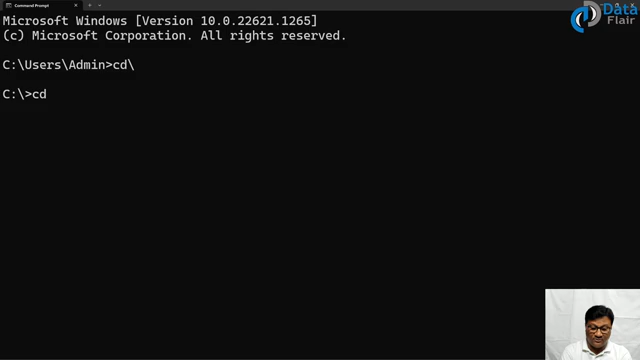 Command Prompt
Data
Flair
Microsoft Windows [Version 10.0.22621.1265]
(c) Microsoft Corporation. All rights reserved.
C:\Users\Admin>cd\
C:\>cd